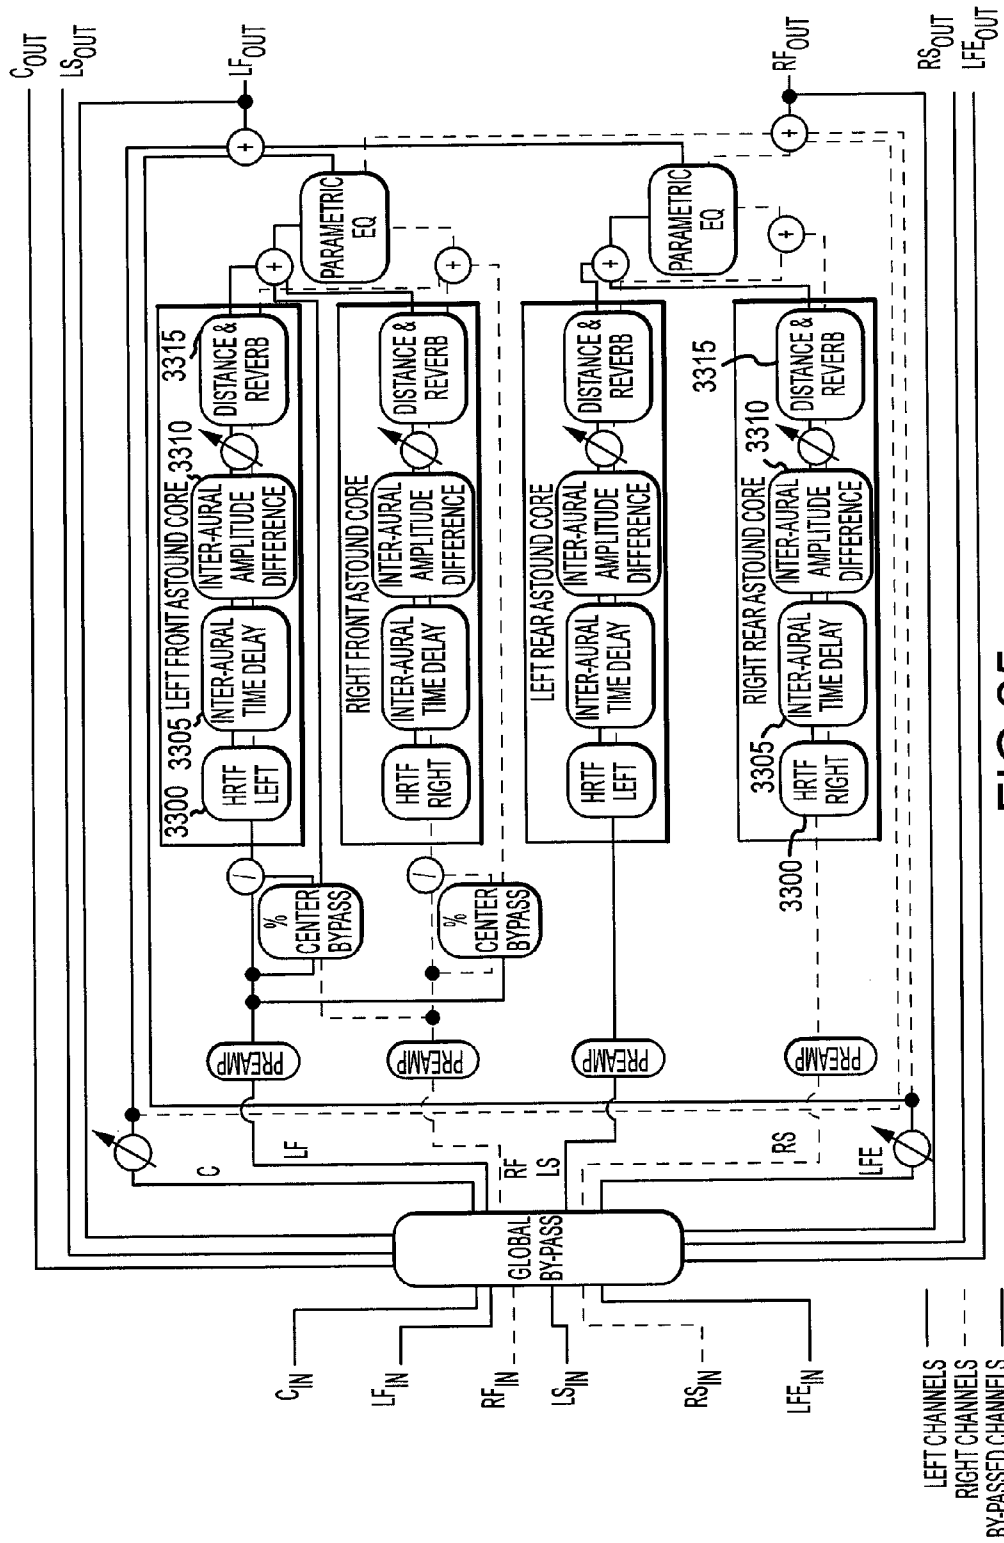 C_OUT
LS_OUT
LF_OUT
RF_OUT
RS_OUT
LFE_OUT
C_IN
LF_IN
RF_IN
LS_IN
RS_IN
LFE_IN
GLOBAL
BY-PASS
C
LF
RF
LS
RS
LFE
PREAMP
PREAMP
PREAMP
PREAMP
%
CENTER
BYPASS
%
CENTER
BYPASS
LEFT FRONT ASTOUND CORE
3300
HRTF
LEFT
3305
INTER-AURAL
TIME DELAY
3310
INTER-AURAL
AMPLITUDE
DIFFERENCE
3315
DISTANCE &
REVERB
RIGHT FRONT ASTOUND CORE
HRTF
RIGHT
INTER-AURAL
TIME DELAY
INTER-AURAL
AMPLITUDE
DIFFERENCE
DISTANCE &
REVERB
LEFT REAR ASTOUND CORE
HRTF
LEFT
INTER-AURAL
TIME DELAY
INTER-AURAL
AMPLITUDE
DIFFERENCE
DISTANCE &
REVERB
RIGHT REAR ASTOUND CORE
3300
HRTF
RIGHT
3305
INTER-AURAL
TIME DELAY
3310
INTER-AURAL
AMPLITUDE
DIFFERENCE
3315
DISTANCE &
REVERB
+
+
PARAMETRIC
EQ
+
+
+
PARAMETRIC
EQ
+
LEFT CHANNELS
RIGHT CHANNELS
BY-PASSED CHANNELS